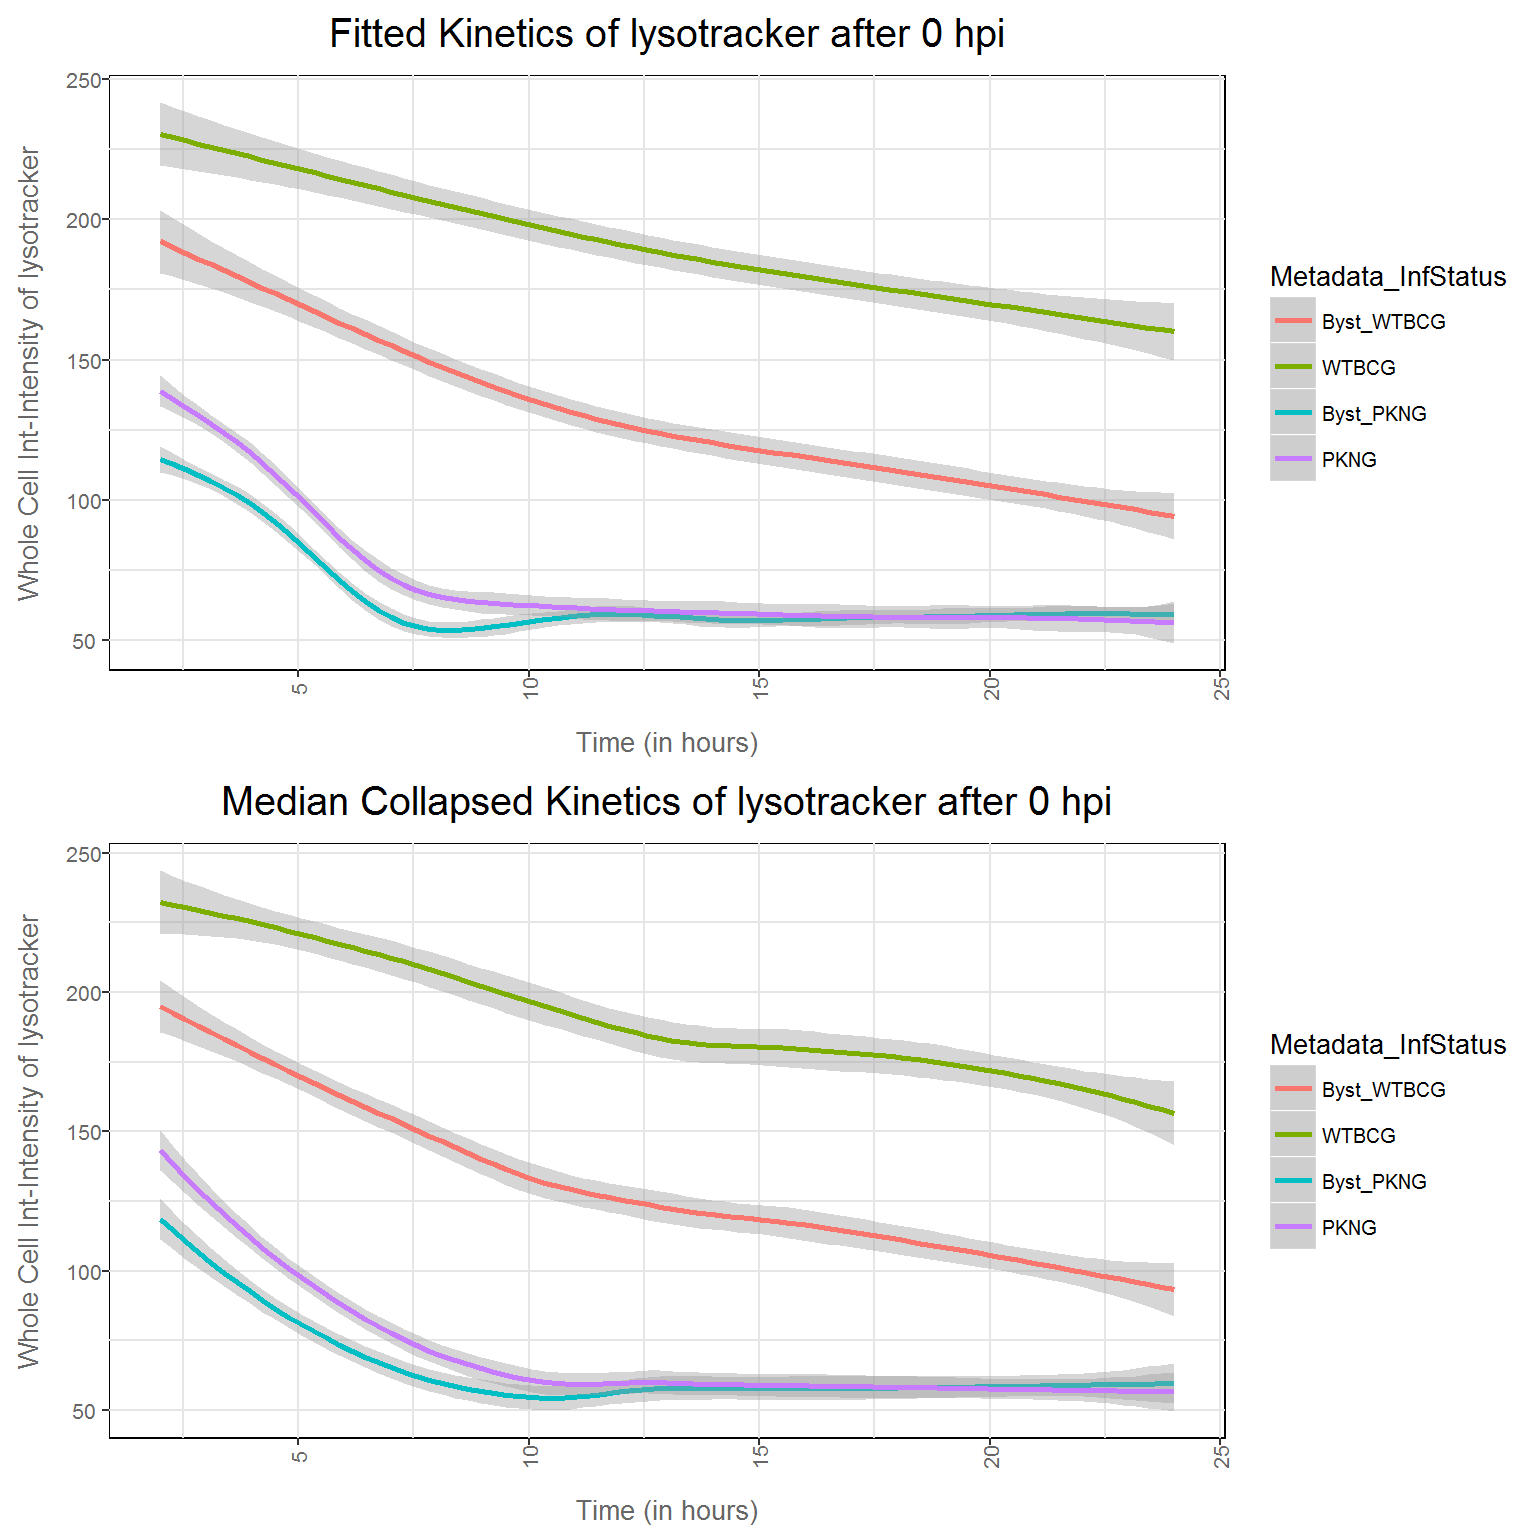 Fitted Kinetics of lysotracker after 0 hpi
Whole Cell Int-Intensity of lysotracker
250
200
150
100
50
5
10
15
20
25
Time (in hours)
Metadata_InfStatus
Byst_WTBCG
WTBCG
Byst_PKNG
PKNG
Median Collapsed Kinetics of lysotracker after 0 hpi
Whole Cell Int-Intensity of lysotracker
250
200
150
100
50
5
10
15
20
25
Time (in hours)
Metadata_InfStatus
Byst_WTBCG
WTBCG
Byst_PKNG
PKNG